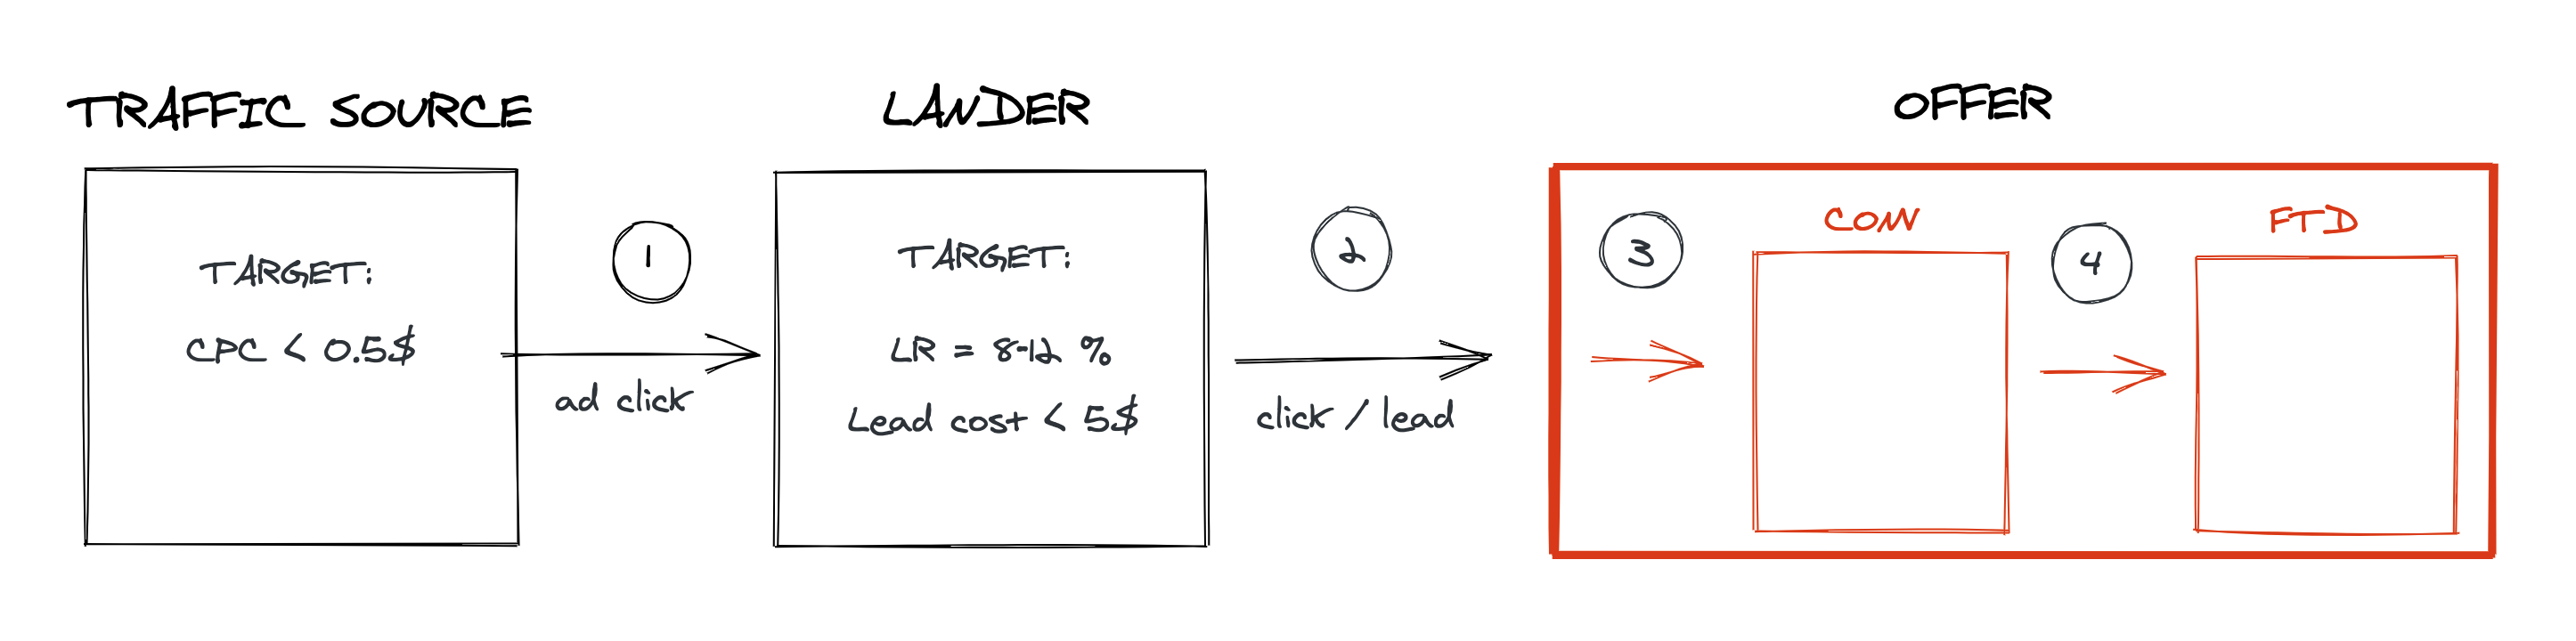 TRAFFIC SOURCE
TARGET:
CPC < 0.5$
1
ad click
LANDER
TARGET:
LR = 8-12 %
Lead cost < 5$
2
click / lead
OFFER
3
CON
4
FTD